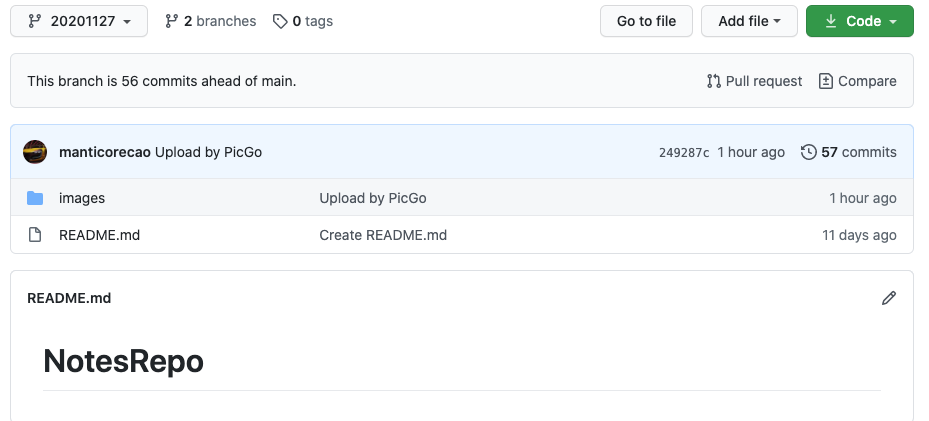 20201127 2 branches 0 tags Go to file Add file Code
This branch is 56 commits ahead of main. Pull request Compare
manticorecao Upload by PicGo 249287c 1 hour ago 57 commits
images Upload by PicGo 1 hour ago
README.md Create README.md 11 days ago
README.md
NotesRepo